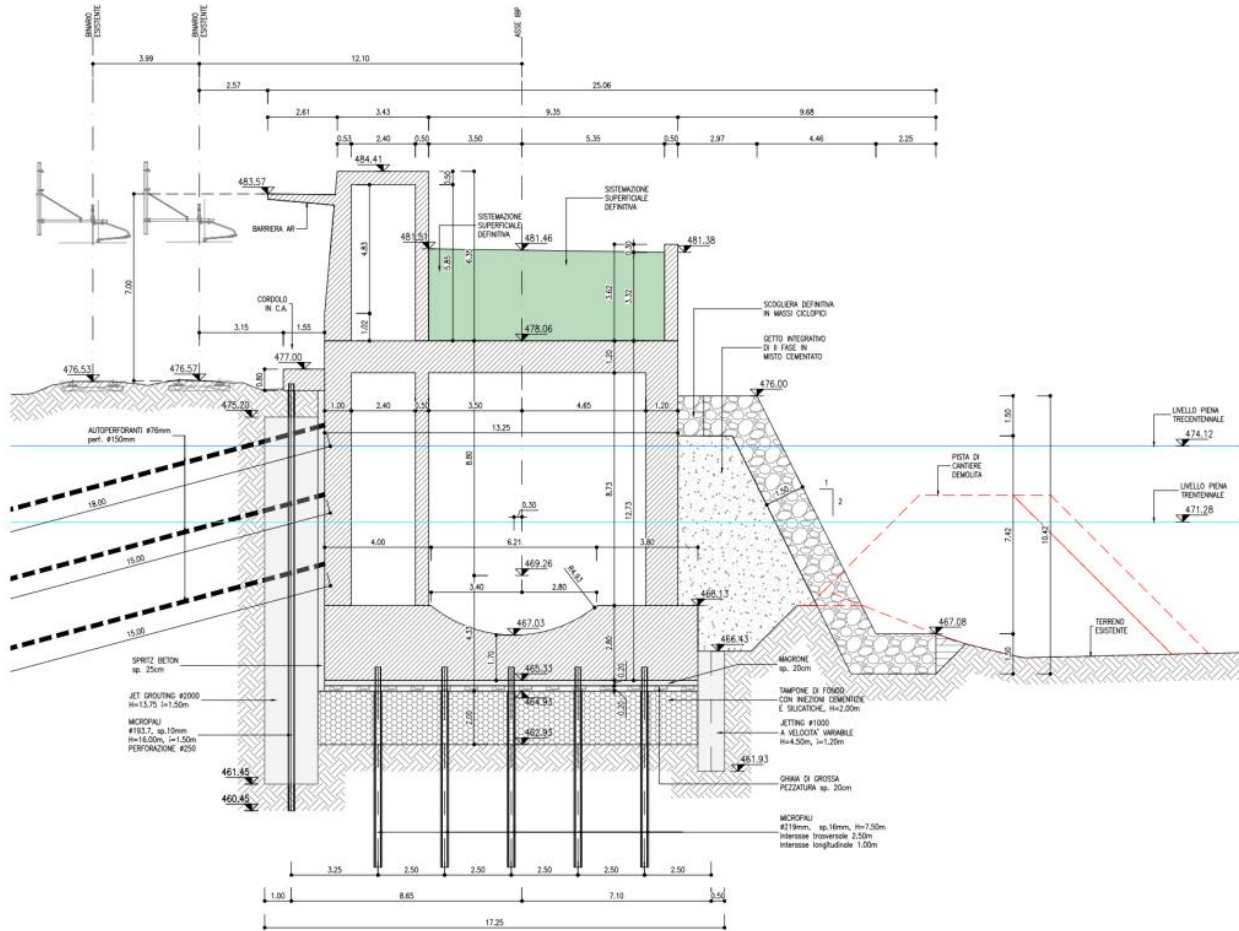 BINARIO
ESISTENTE
BINARIO
ESISTENTE
ASSE IBP
3.99
12.10
2.57
25.06
2.61
3.43
9.35
9.68
0.53
2.40
0.50
3.50
5.35
0.50
2.97
4.46
2.25
484.41
483.57
0.50
SISTEMAZIONE
SUPERFICIALE
DEFINITIVA
SISTEMAZIONE
SUPERFICIALE
DEFINITIVA
BARRIERA AR
481.51
481.46
481.38
0.30
4.83
5.85
6.35
7.00
3.62
3.32
CORDOLO
IN C.A.
SCOGLIERA DEFINITIVA
IN MASSI CICLOPICI
3.15
1.55
1.02
478.06
GETTO INTEGRATIVO
DI II FASE IN
MISTO CEMENTATO
477.00
1.20
476.53
476.57
0.80
476.00
475.20
1.00
2.40
3.50
4.65
1.20
1.50
LIVELLO PIENA
TRECENTENNALE
474.12
AUTOPERFORANTI ø76mm
perf. ø150mm
13.25
8.80
8.73
12.73
PISTA DI
CANTIERE
DEMOLITA
1.50
1
2
18.00
0.30
LIVELLO PIENA
TRENTENNALE
471.28
7.42
10.42
15.00
4.00
6.21
3.80
469.26
R4.93
3.40
2.80
15.00
468.13
467.03
467.08
466.43
4.33
1.70
2.80
1.50
TERRENO
ESISTENTE
SPRITZ BETON
sp. 25cm
465.33
0.20
MAGRONE
sp. 20cm
JET GROUTING ø2000
H=13.75 i=1.50m
464.93
0.20
TAMPONE DI FONDO
CON INIEZIONI CEMENTIZIE
E SILICATICHE, H=2.00m
MICROPALI
ø193.7, sp.10mm
H=16.00m, i=1.50m
PERFORAZIONE ø250
2.00
462.93
JETTING ø1000
A VELOCITA' VARIABILE
H=4.50m, i=1.20m
461.93
461.45
GHIAIA DI GROSSA
PEZZATURA sp. 20cm
460.45
MICROPALI
ø219mm, sp.16mm, H=7.50m
Interasse trasversale 2.50m
Interasse longitudinale 1.00m
3.25
2.50
2.50
2.50
2.50
2.50
1.00
8.65
7.10
0.50
17.25